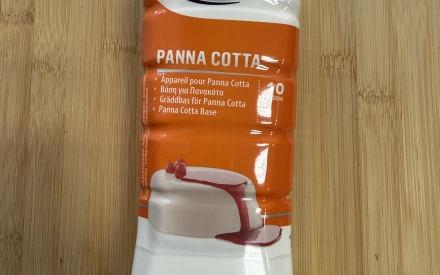 PANNA COTTA
• Appareil pour Panna Cotta
• Βάση για Πανακότα
• Gräddbas för Panna Cotta
• Panna Cotta Base